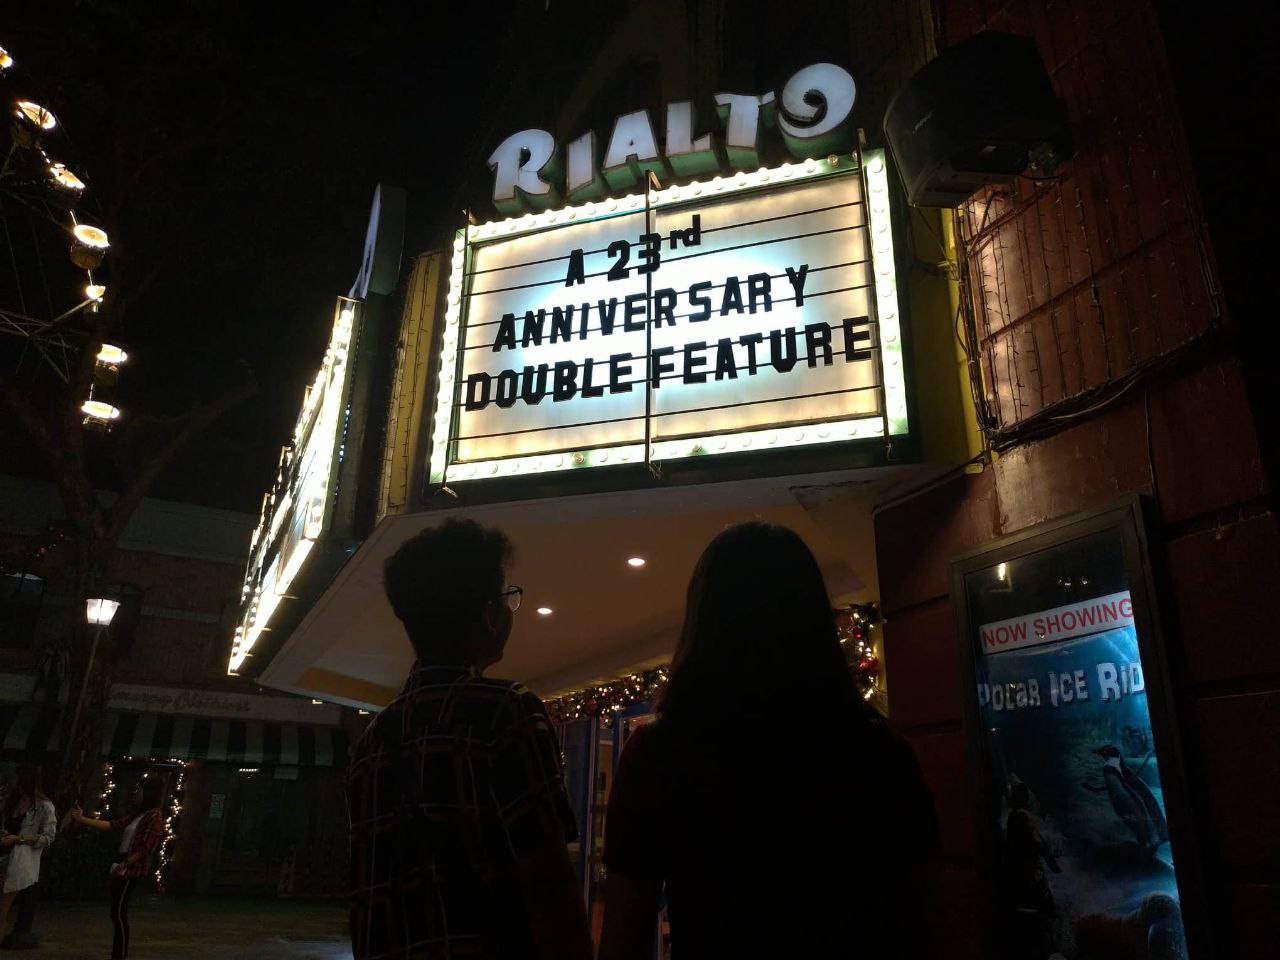 RIALTO
A 23rd
ANNIVERSARY
DOUBLE FEATURE
NOW SHOWING
POLAR ICE RID